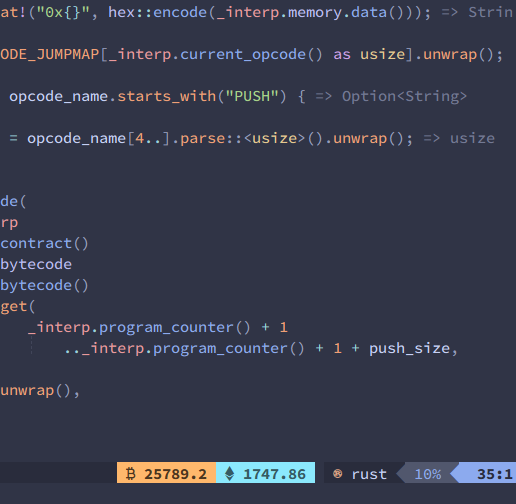 at!("0x{}", hex::encode(_interp.memory.data())); => Strin
ODE_JUMPMAP[_interp.current_opcode() as usize].unwrap();
opcode_name.starts_with("PUSH") { => Option<String>
= opcode_name[4..].parse::<usize>().unwrap(); => usize
de(
rp
contract()
bytecode
bytecode()
get(
_interp.program_counter() + 1
.._interp.program_counter() + 1 + push_size,
unwrap(),
₿ 25789.2 1747.86 rust 10% 35:1